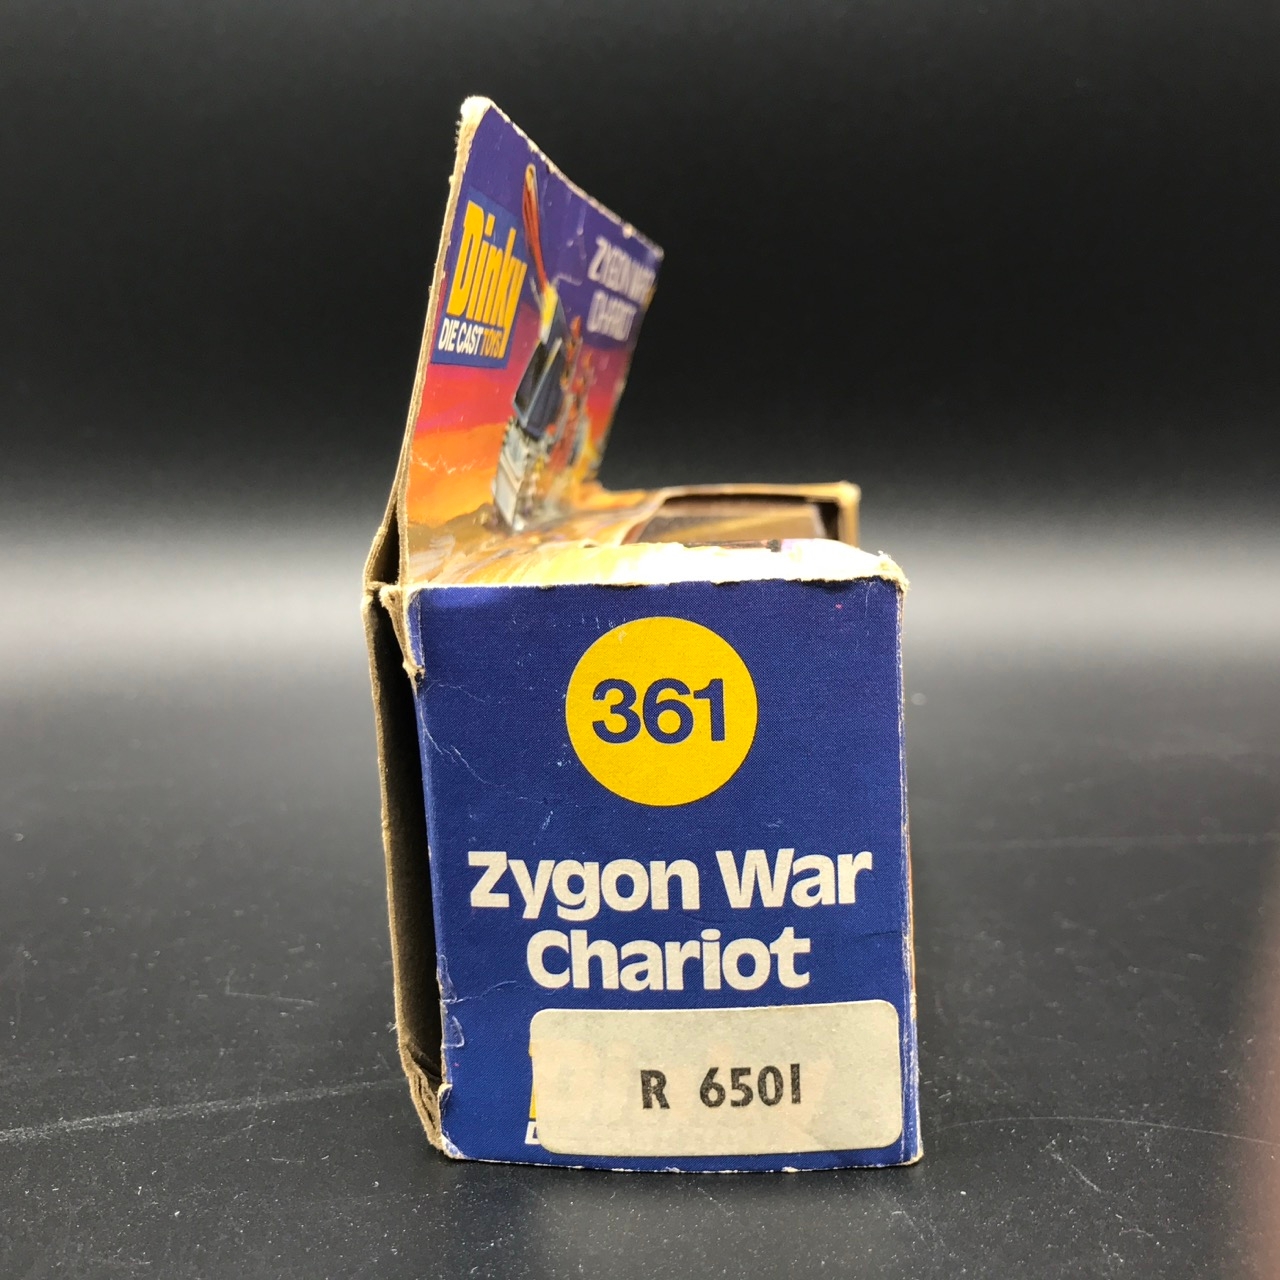 Dinky
DIE CAST TOYS
ZYGON WAR
CHARIOT
361
Zygon War
Chariot
R 6501